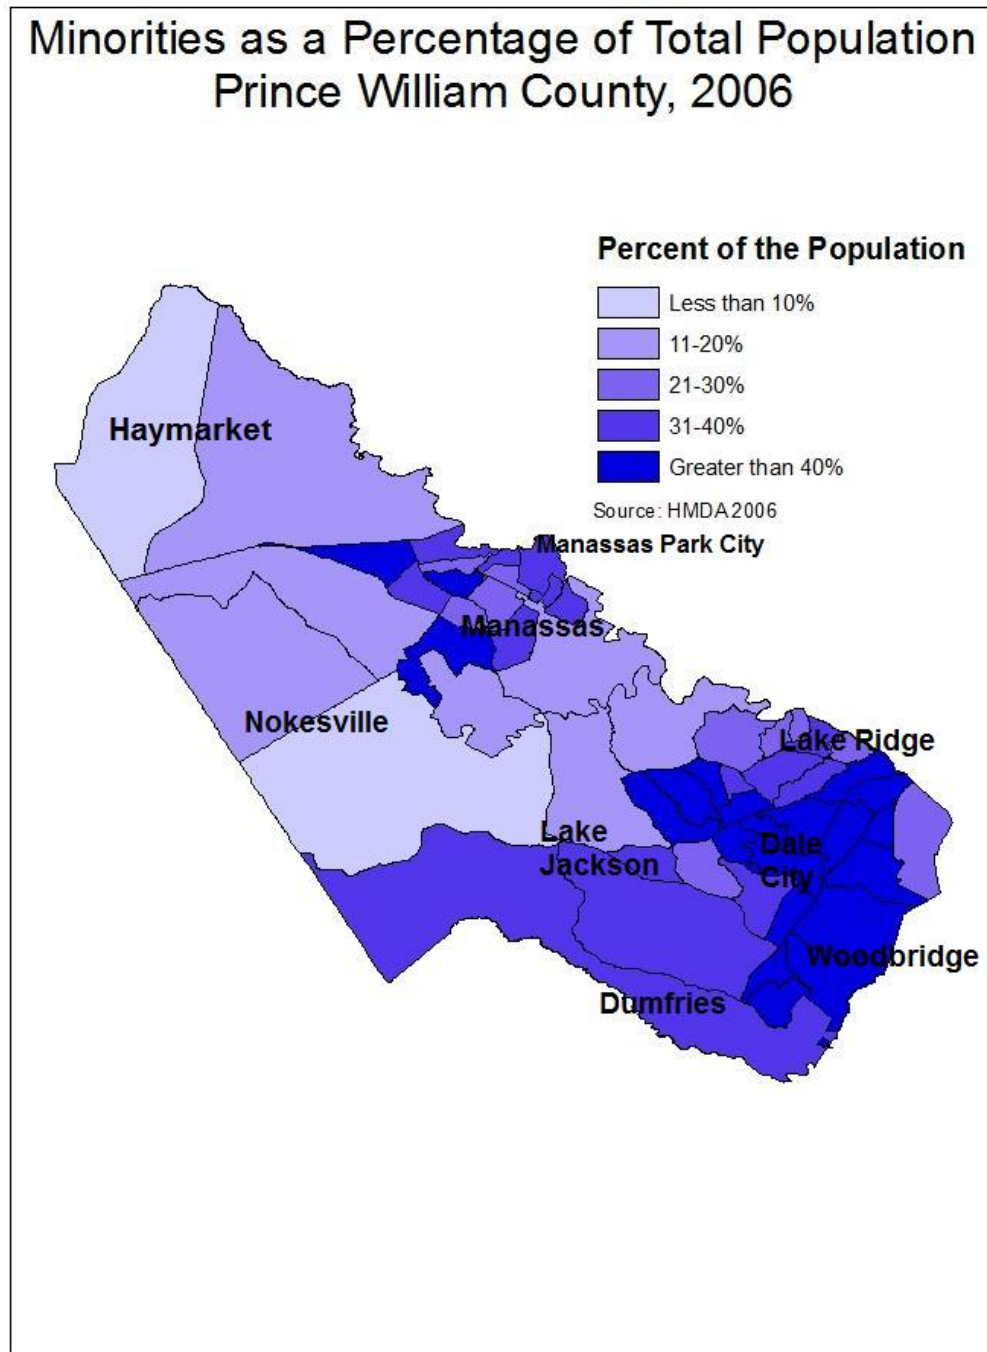 Minorities as a Percentage of Total Population
Prince William County, 2006
Percent of the Population
Less than 10%
11-20%
21-30%
31-40%
Greater than 40%
Source: HMDA 2006
Haymarket
Manassas Park City
Manassas
Nokesville
Lake Ridge
Lake
Jackson
Dale
City
Woodbridge
Dumfries